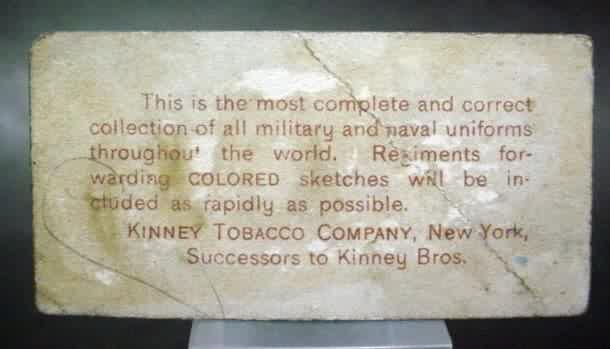 This is the most complete and correct
collection of all military and naval uniforms
throughout the world. Regiments for-
warding COLORED sketches will be in-
cluded as rapidly as possible.
KINNEY TOBACCO COMPANY, New York,
Successors to Kinney Bros.